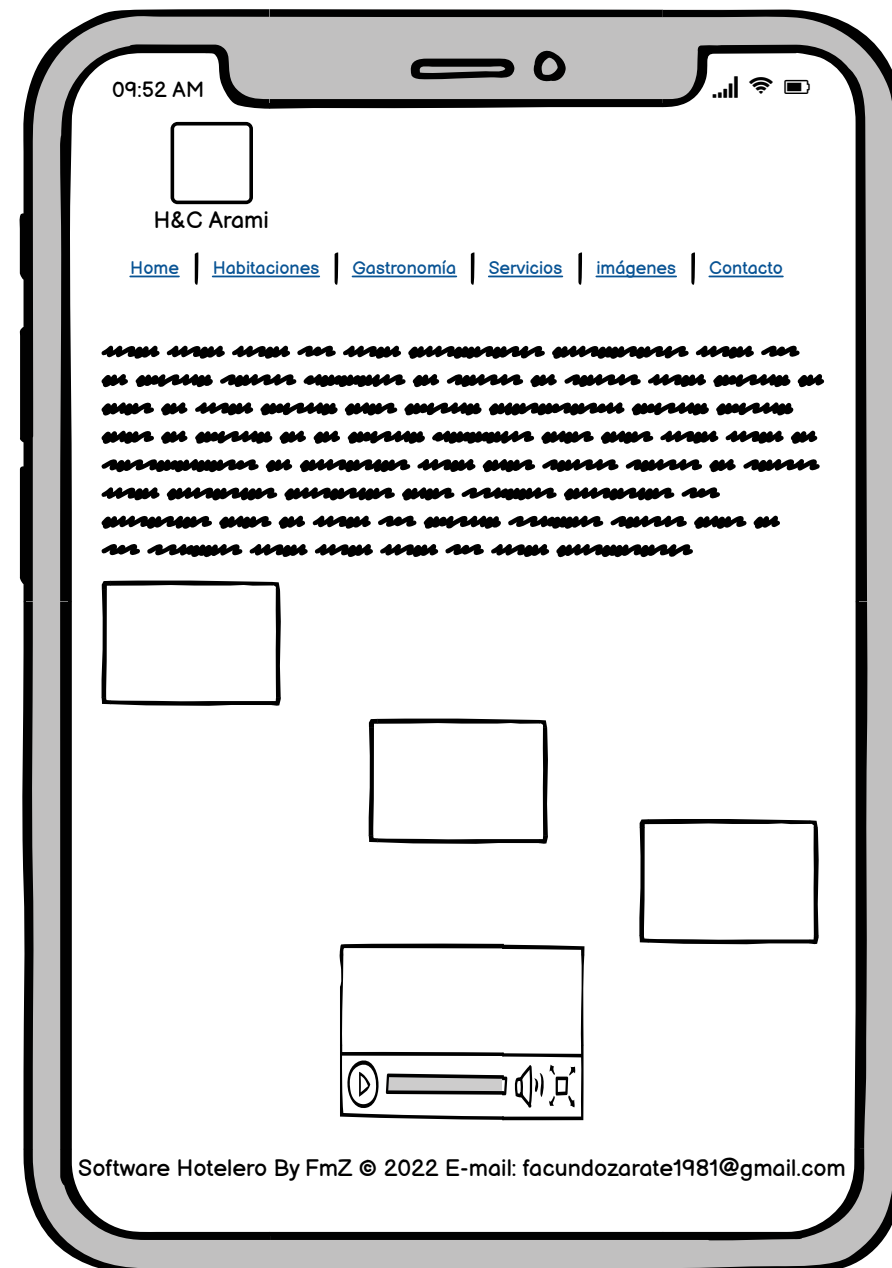 09:52 AM
H&C Arami
Home Habitaciones Gastronomía Servicios imágenes Contacto
Software Hotelero By FmZ © 2022 E-mail: facundozarate1981@gmail.com